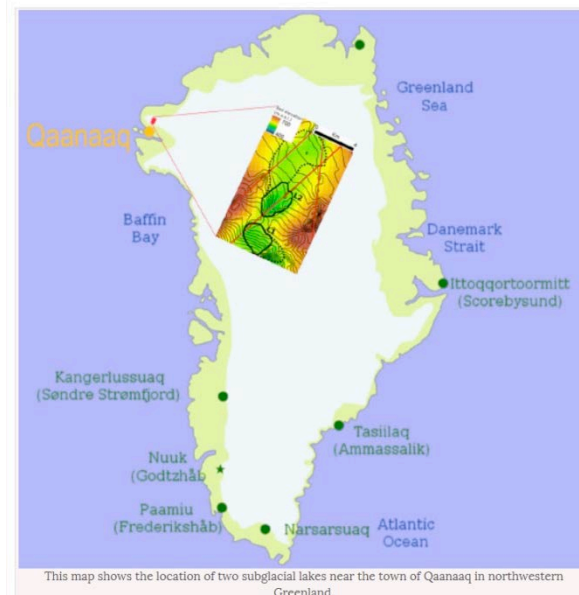 Greenland
Sea
Qaanaaq
L2
L1
Baffin
Bay
Danemark
Strait
Ittoqqortoormitt
(Scorebysund)
Kangerlussuaq
(Søndre Strømfjord)
Tasiilaq
(Ammassalik)
Nuuk
(Godtzhåb
Paamiu
(Frederikshåb)
Narsarsuaq
Atlantic
Ocean
This map shows the location of two subglacial lakes near the town of Qaanaaq in northwestern
Greenland